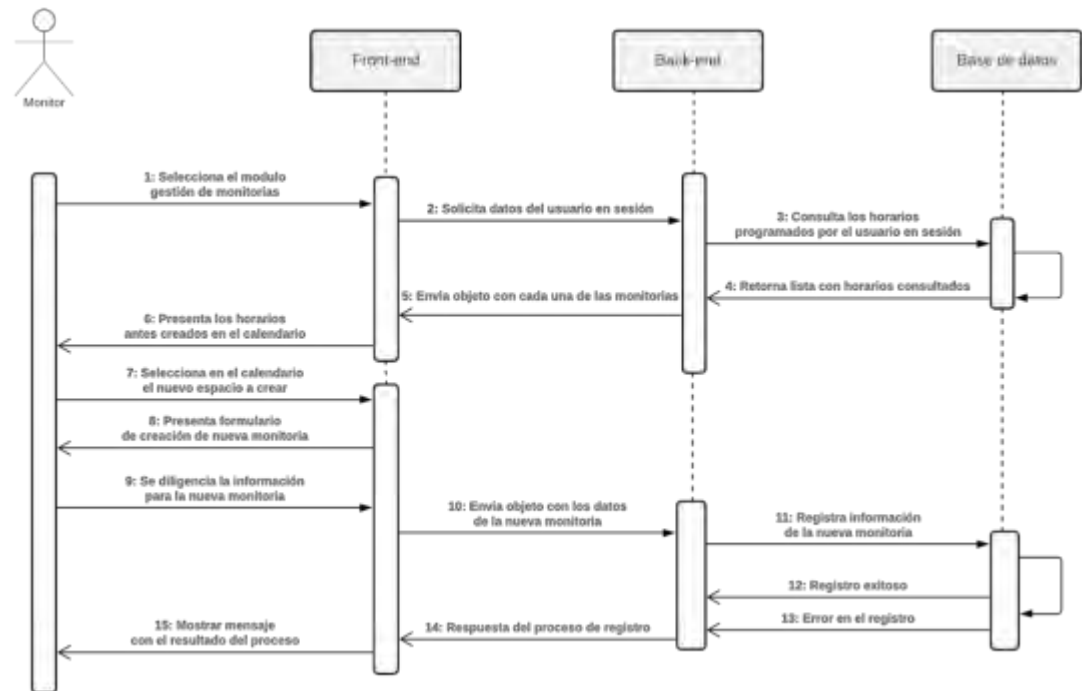 Front-end
Back-end
Base de datos
Monitor
1: Selecciona el modulo
gestión de monitorias
2: Solicita datos del usuario en sesión
3: Consulta los horarios
programados por el usuario en sesión
4: Retorna lista con horarios consultados
5: Envia objeto con cada una de las monitorias
6: Presenta los horarios
antes creados en el calendario
7: Selecciona en el calendario
el nuevo espacio a crear
8: Presenta formulario
de creación de nueva monitoria
9: Se diligencia la información
para la nueva monitoria
10: Envia objeto con los datos
de la nueva monitoria
11: Registra información
de la nueva monitoria
12: Registro exitoso
13: Error en el registro
14: Respuesta del proceso de registro
15: Mostrar mensaje
con el resultado del proceso